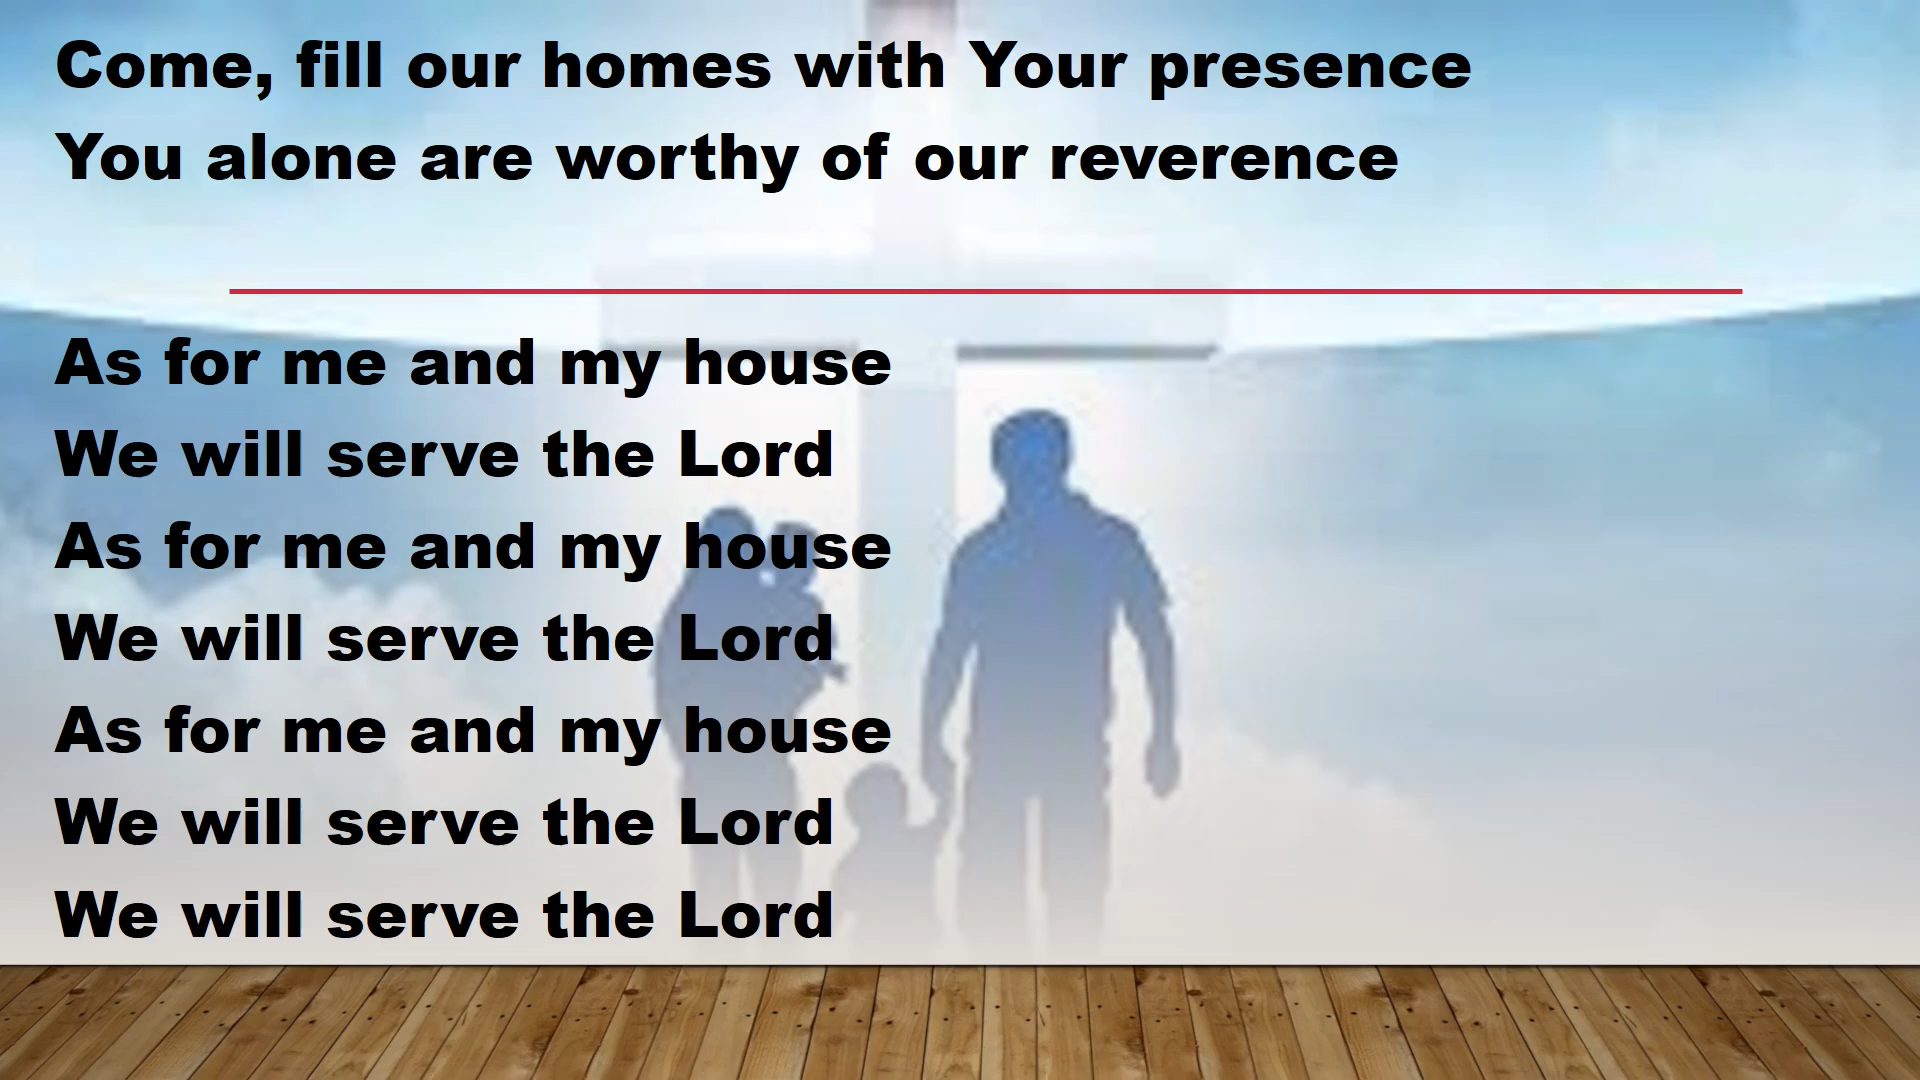 Come, fill our homes with Your presence
You alone are worthy of our reverence
As for me and my house
We will serve the Lord
As for me and my house
We will serve the Lord
As for me and my house
We will serve the Lord
We will serve the Lord